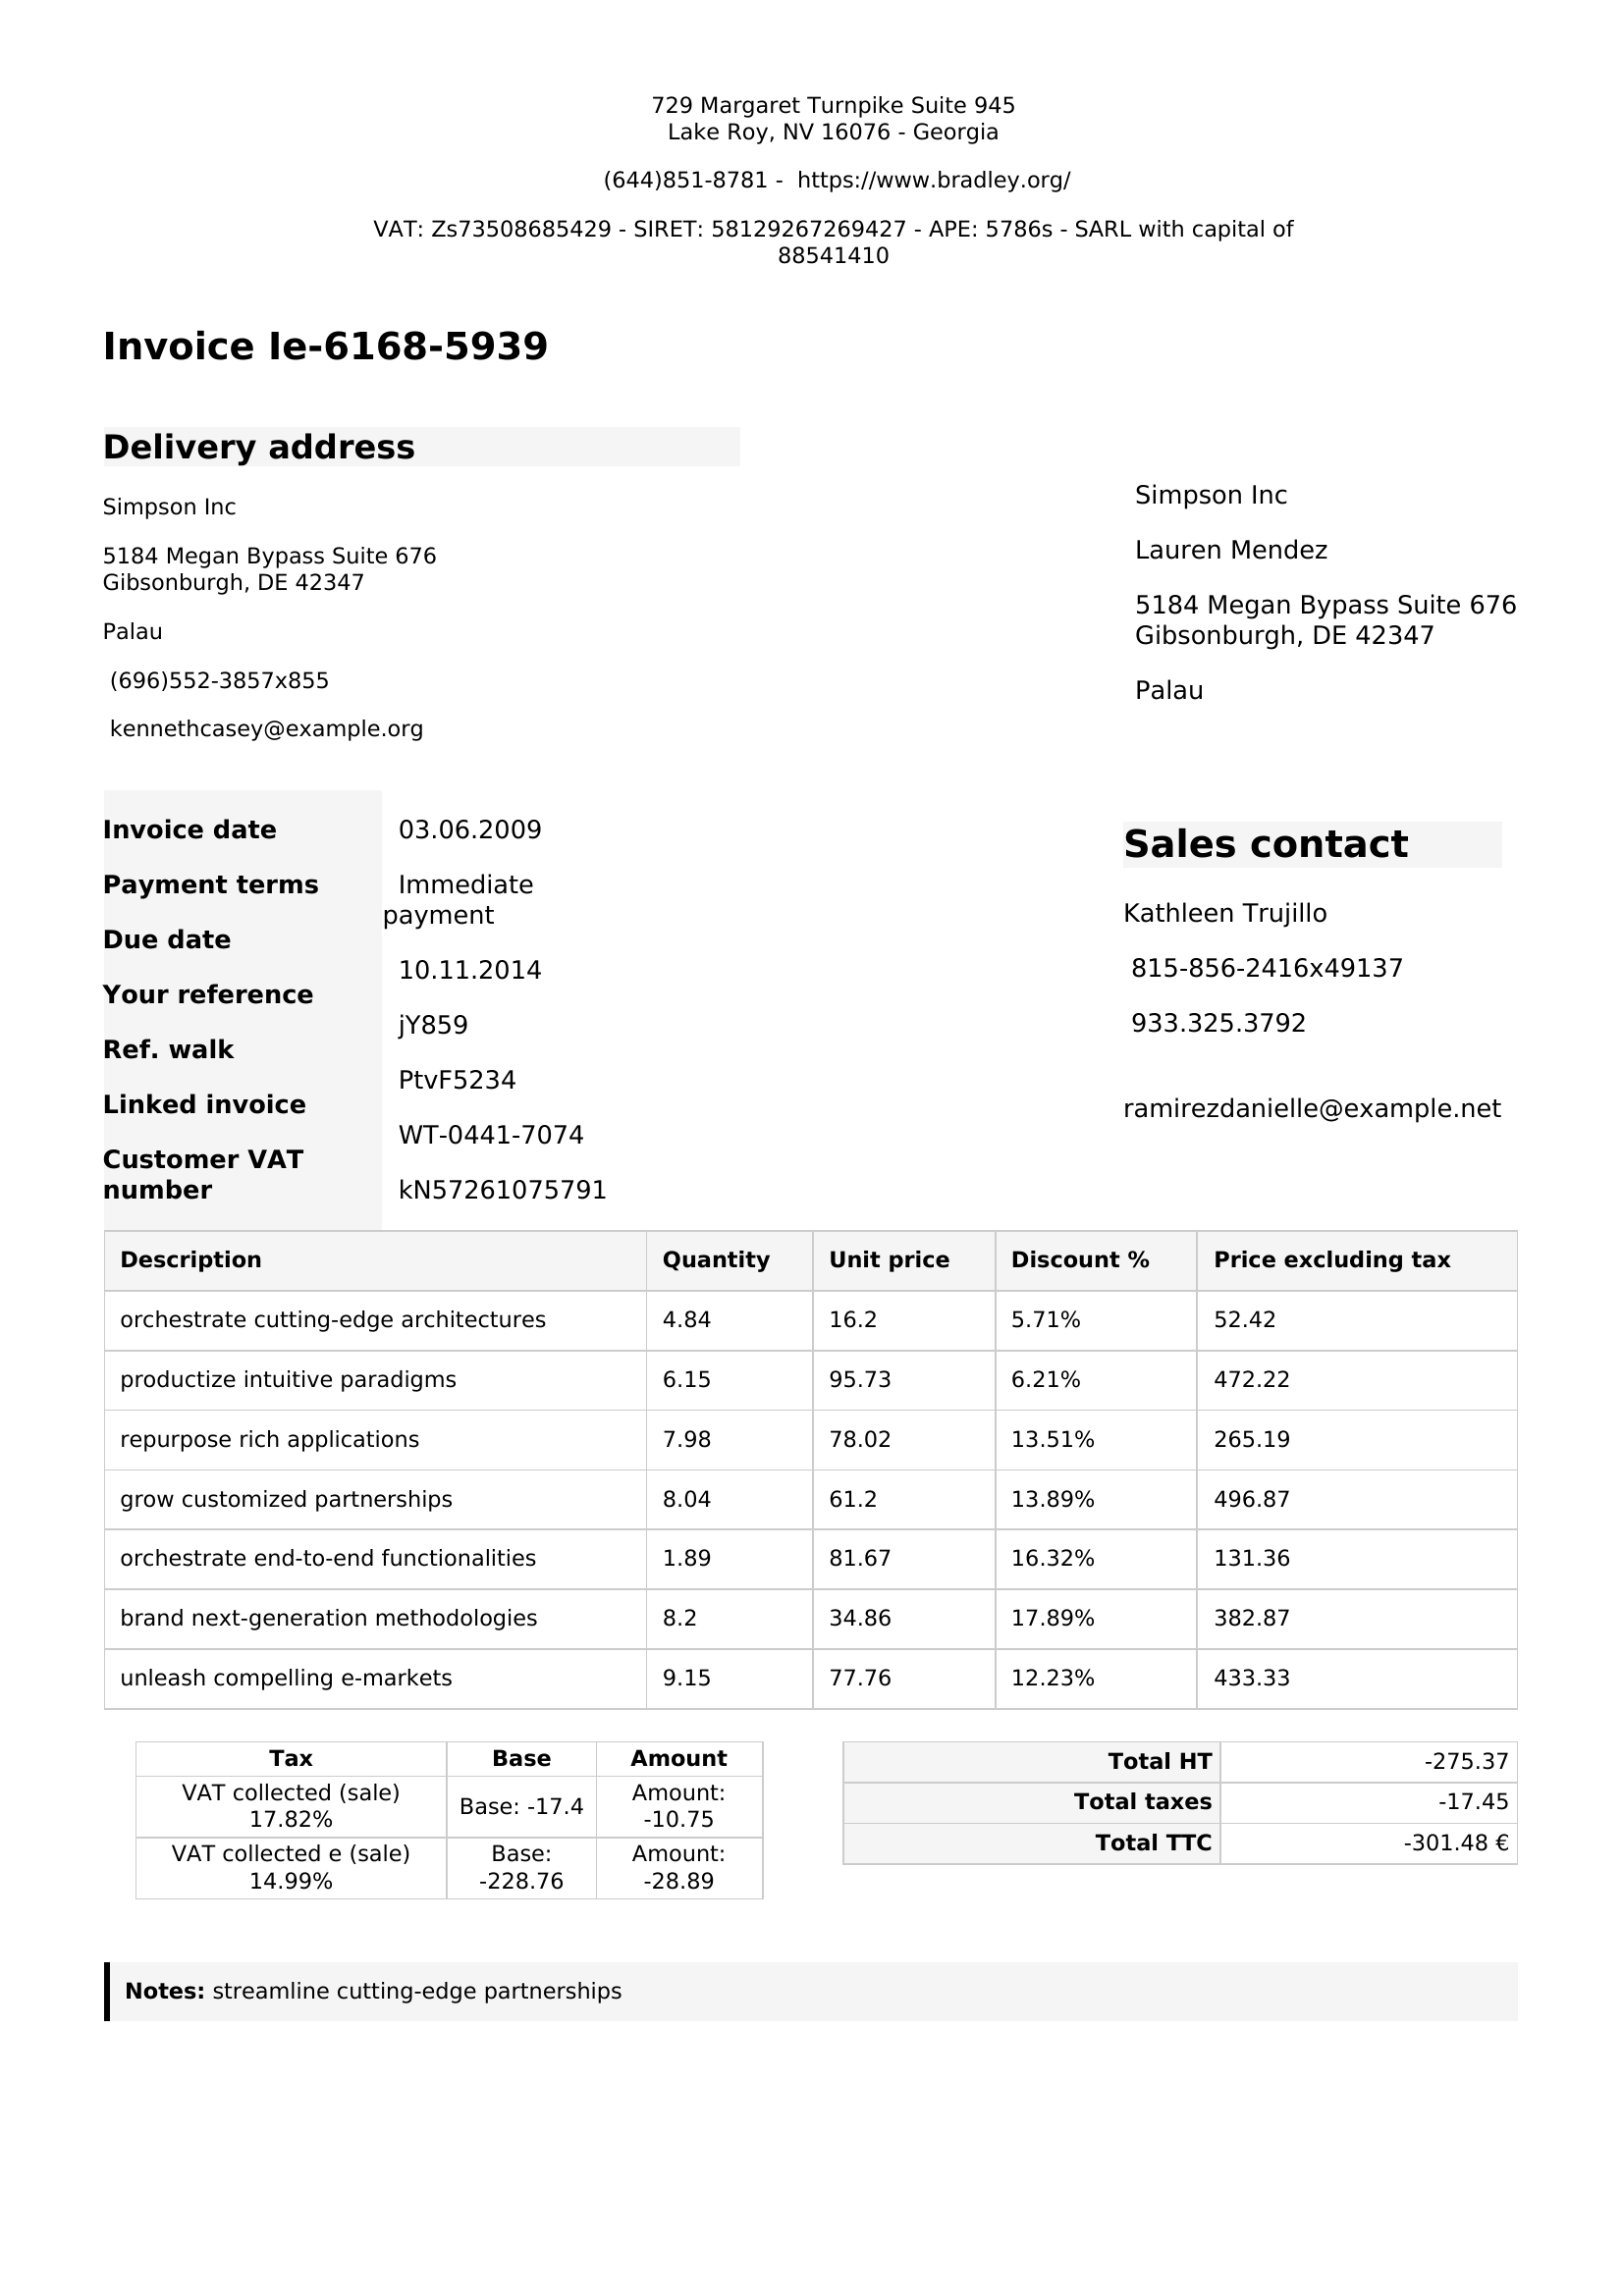 729 Margaret Turnpike Suite 945
Lake Roy, NV 16076 - Georgia
(644)851-8781 - https://www.bradley.org/
VAT: Zs73508685429 - SIRET: 58129267269427 - APE: 5786s - SARL with capital of
88541410
Invoice Ie-6168-5939
Delivery address
Simpson Inc
5184 Megan Bypass Suite 676
Gibsonburgh, DE 42347
Palau
(696)552-3857x855
kennethcasey@example.org
Simpson Inc
Lauren Mendez
5184 Megan Bypass Suite 676
Gibsonburgh, DE 42347
Palau
Invoice date
Payment terms
Due date
Your reference
Ref. walk
Linked invoice
Customer VAT
number
03.06.2009
Immediate
payment
10.11.2014
jY859
PtvF5234
WT-0441-7074
kN57261075791
Sales contact
Kathleen Trujillo
815-856-2416x49137
933.325.3792
ramirezdanielle@example.net
Description Quantity Unit price Discount % Price excluding tax
orchestrate cutting-edge architectures 4.84 16.2 5.71% 52.42
productize intuitive paradigms 6.15 95.73 6.21% 472.22
repurpose rich applications 7.98 78.02 13.51% 265.19
grow customized partnerships 8.04 61.2 13.89% 496.87
orchestrate end-to-end functionalities 1.89 81.67 16.32% 131.36
brand next-generation methodologies 8.2 34.86 17.89% 382.87
unleash compelling e-markets 9.15 77.76 12.23% 433.33
Tax Base Amount
VAT collected (sale)
17.82%
Base: -17.4
Amount:
-10.75
VAT collected e (sale)
14.99%
Base:
-228.76
Amount:
-28.89
Total HT -275.37
Total taxes -17.45
Total TTC -301.48 €
Notes: streamline cutting-edge partnerships